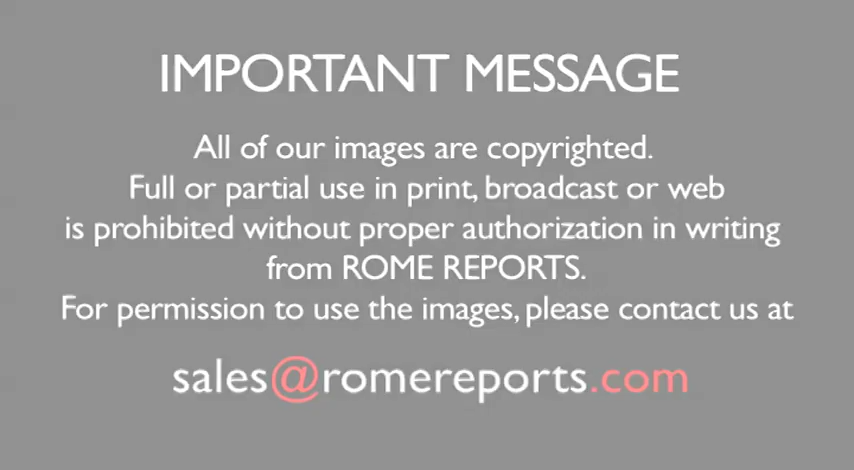 IMPORTANT MESSAGE
All of our images are copyrighted.
Full or partial use in print, broadcast or web
is prohibited without proper authorization in writing
from ROME REPORTS.
For permission to use the images, please contact us at
sales@romereports.com